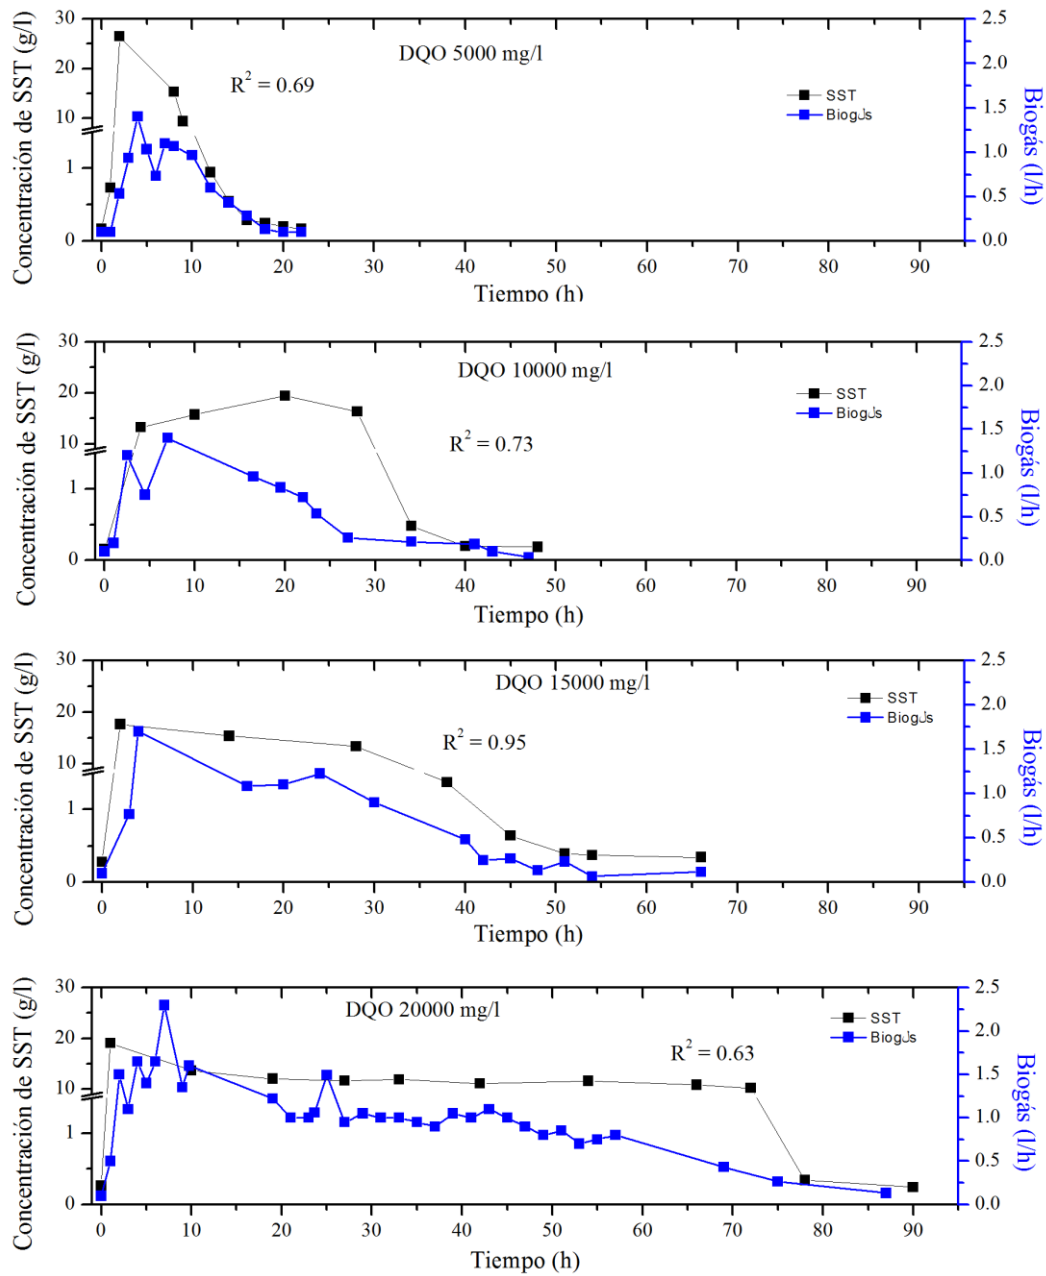 Concentración de SST (g/l)
30
20
10
1
0
DQO 5000 mg/l
R² = 0.69
SST
BiogJs
2.5
2.0
1.5
1.0
0.5
0.0
Biogás (l/h)
0 10 20 30 40 50 60 70 80 90
Tiempo (h)
Concentración de SST (g/l)
30
20
10
1
0
DQO 10000 mg/l
R² = 0.73
SST
BiogJs
2.5
2.0
1.5
1.0
0.5
0.0
Biogás (l/h)
0 10 20 30 40 50 60 70 80 90
Tiempo (h)
Concentración de SST (g/l)
30
20
10
1
0
DQO 15000 mg/l
R² = 0.95
SST
BiogJs
2.5
2.0
1.5
1.0
0.5
0.0
Biogás (l/h)
0 10 20 30 40 50 60 70 80 90
Tiempo (h)
Concentración de SST (g/l)
30
20
10
1
0
DQO 20000 mg/l
R² = 0.63
SST
BiogJs
2.5
2.0
1.5
1.0
0.5
0.0
Biogás (l/h)
0 10 20 30 40 50 60 70 80 90
Tiempo (h)